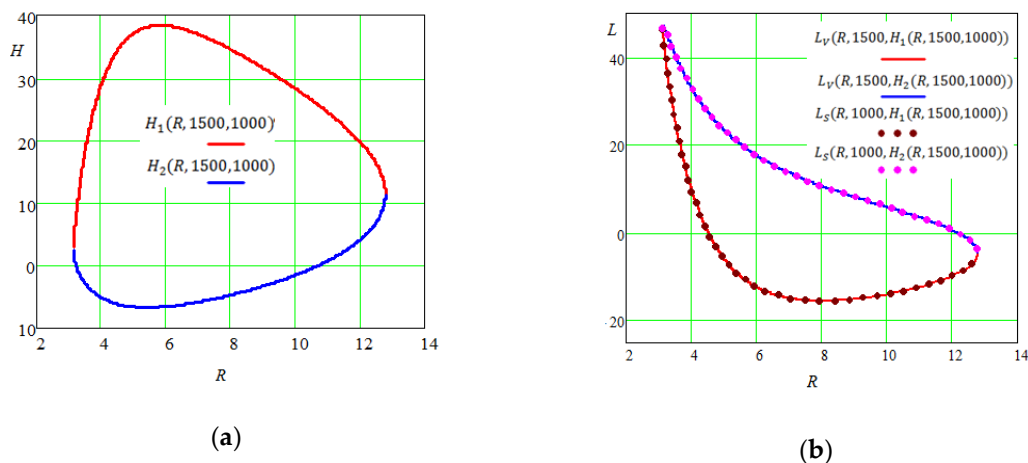 40
H
30
20
10
0
10
2 4 6 8 10 12 14
R
H₁(R,1500,1000)
H₂(R,1500,1000)
(a)
L
40
20
0
-20
2 4 6 8 10 12 14
R
L_V(R,1500,H₁(R,1500,1000))
L_V(R,1500,H₂(R,1500,1000))
L_S(R,1000,H₁(R,1500,1000))
L_S(R,1000,H₂(R,1500,1000))
(b)